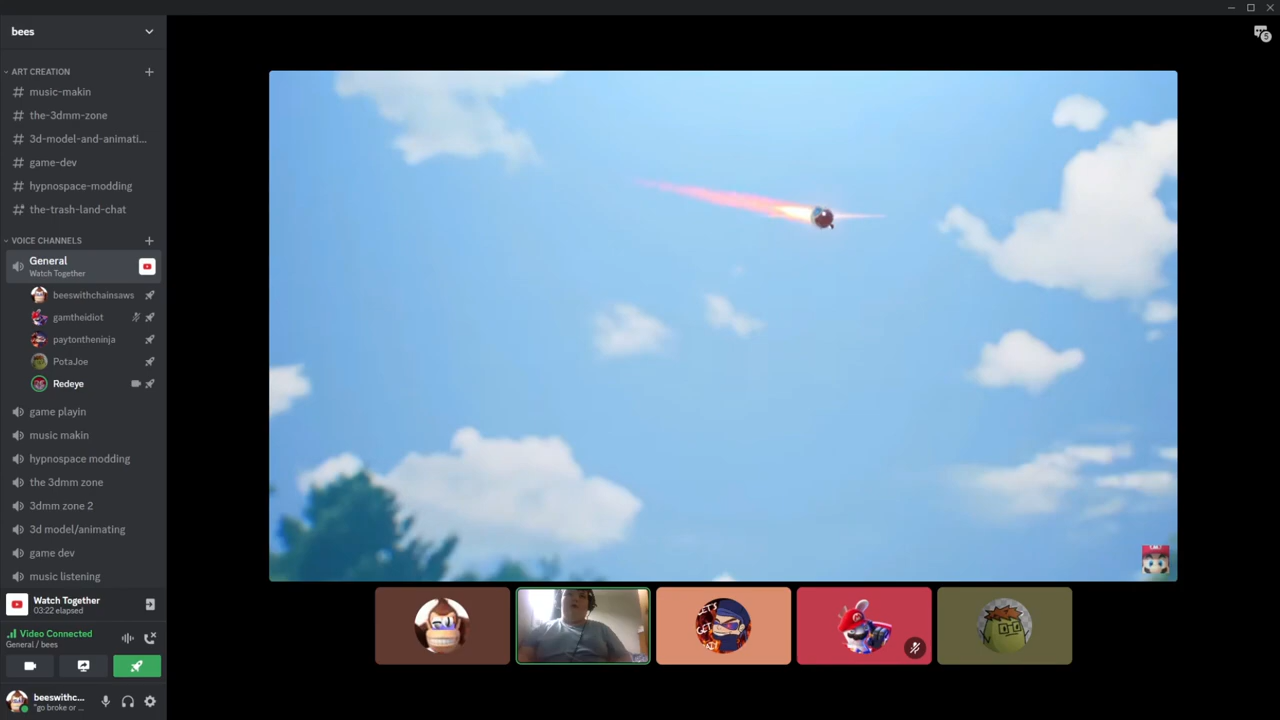 bees
ART CREATION
music-makin
the-3dmm-zone
3d-model-and-animati...
game-dev
hypnospace-modding
the-trash-land-chat
VOICE CHANNELS
General
Watch Together
beeswithchainsaws
gamtheidiot
paytontheninja
PotaJoe
Redeye
game playin
music makin
hypnospace modding
the 3dmm zone
3dmm zone 2
3d model/animating
game dev
music listening
Watch Together
03:22 elapsed
Video Connected
General / bees
beeswithc...
"go broke or ...
5
LET'S
GET